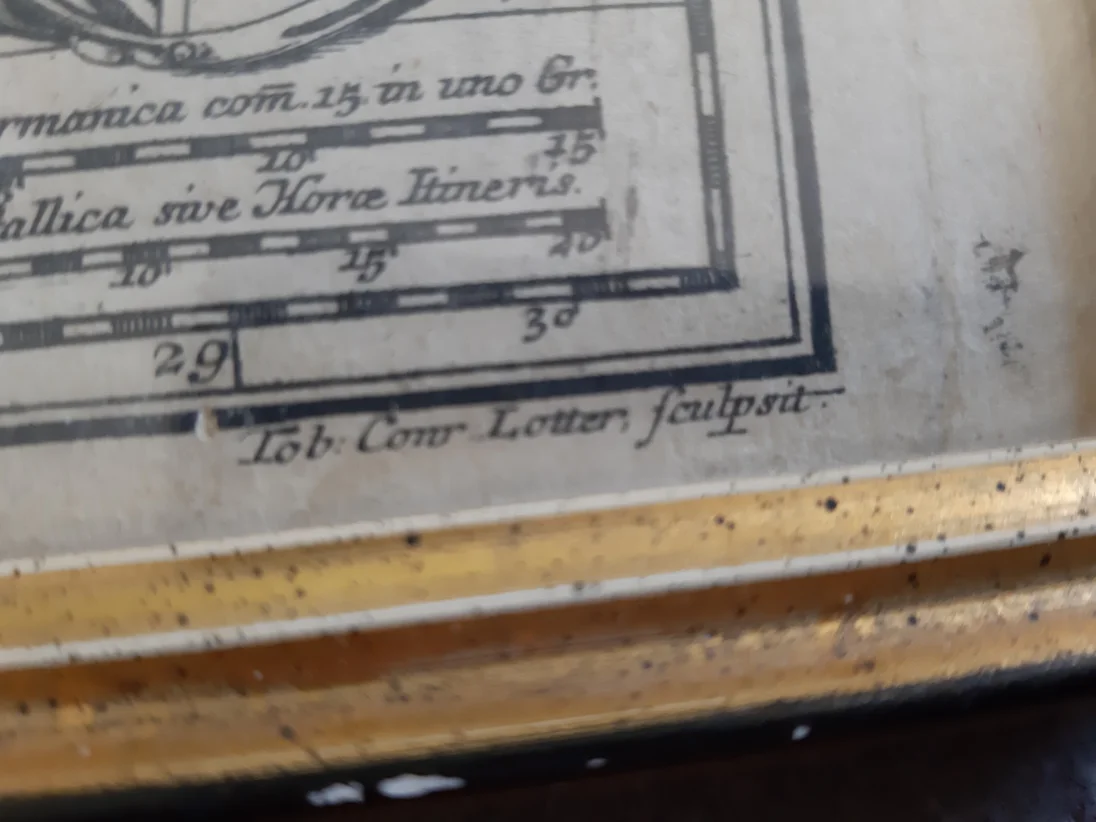 rmanica com̄. 15 in uno Gr.
10 15
allica sive Horæ Itineris.
10 15 20
29 30
Tob: Conr Lotter, ſculpsit.